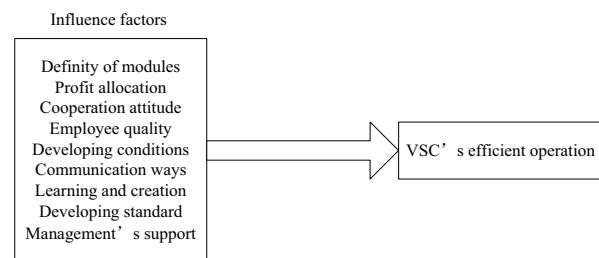 Influence factors
Definity of modules
Profit allocation
Cooperation attitude
Employee quality
Developing conditions
Communication ways
Learning and creation
Developing standard
Management’s support
VSC’s efficient operation